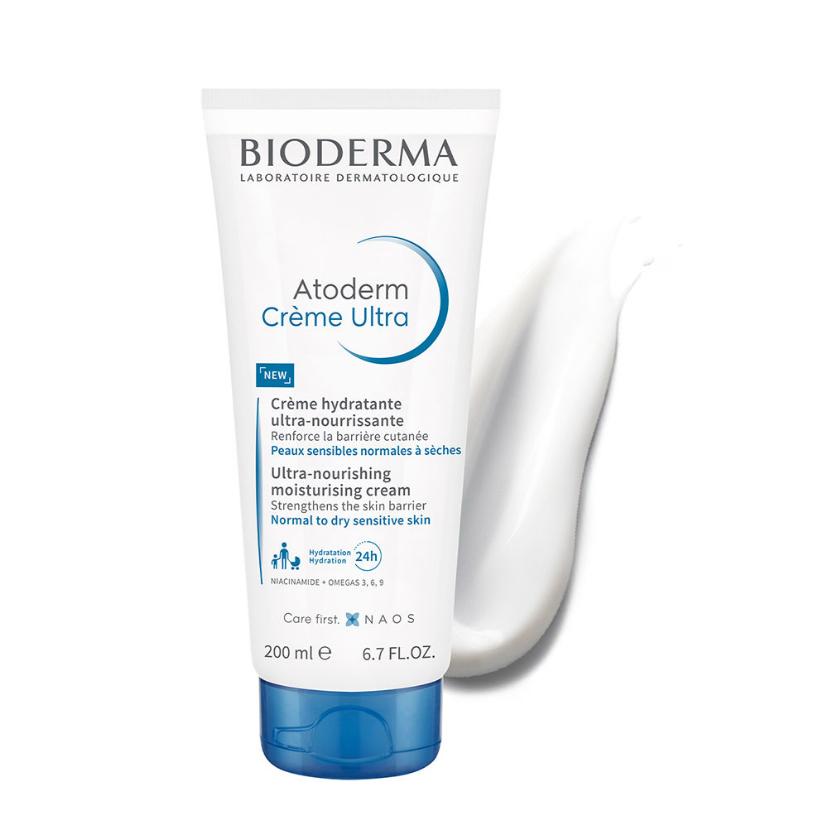 BIODERMA
LABORATOIRE DERMATOLOGIQUE
Atoderm
Crème Ultra
NEW
Crème hydratante
ultra-nourrissante
Renforce la barrière cutanée
Peaux sensibles normales à sèches
Ultra-nourishing
moisturising cream
Strengthens the skin barrier
Normal to dry sensitive skin
Hydratation
Hydration
24h
NIACINAMIDE + OMEGAS 3, 6, 9
Care first. NAOS
200 ml ℮ 6.7 FL.OZ.